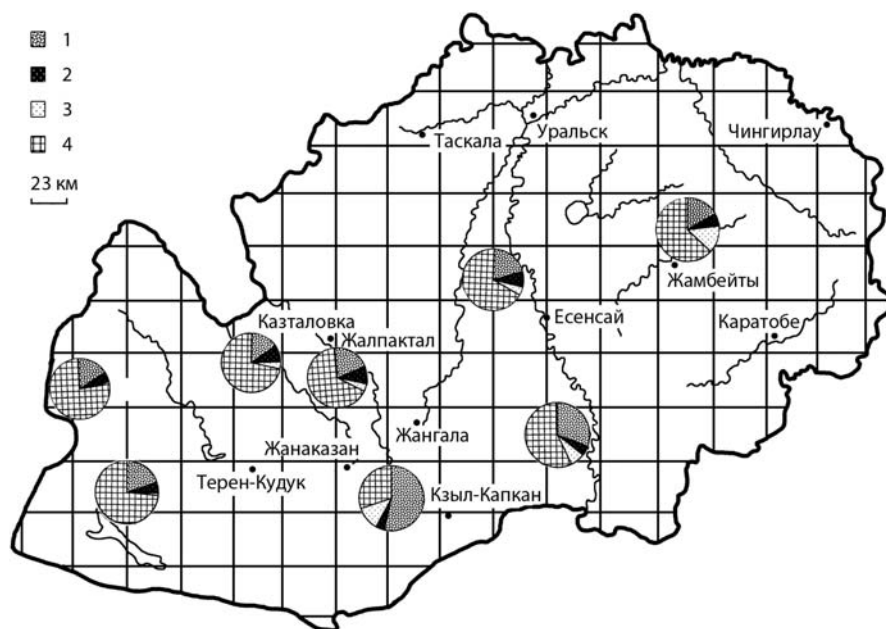 1
2
3
4
23 км
Таскала
Уральск
Чингирлау
Жамбейты
Есенсай
Каратобе
Казталовка
Жалпактал
Жангала
Жанаказан
Терен-Кудук
Кзыл-Капкан